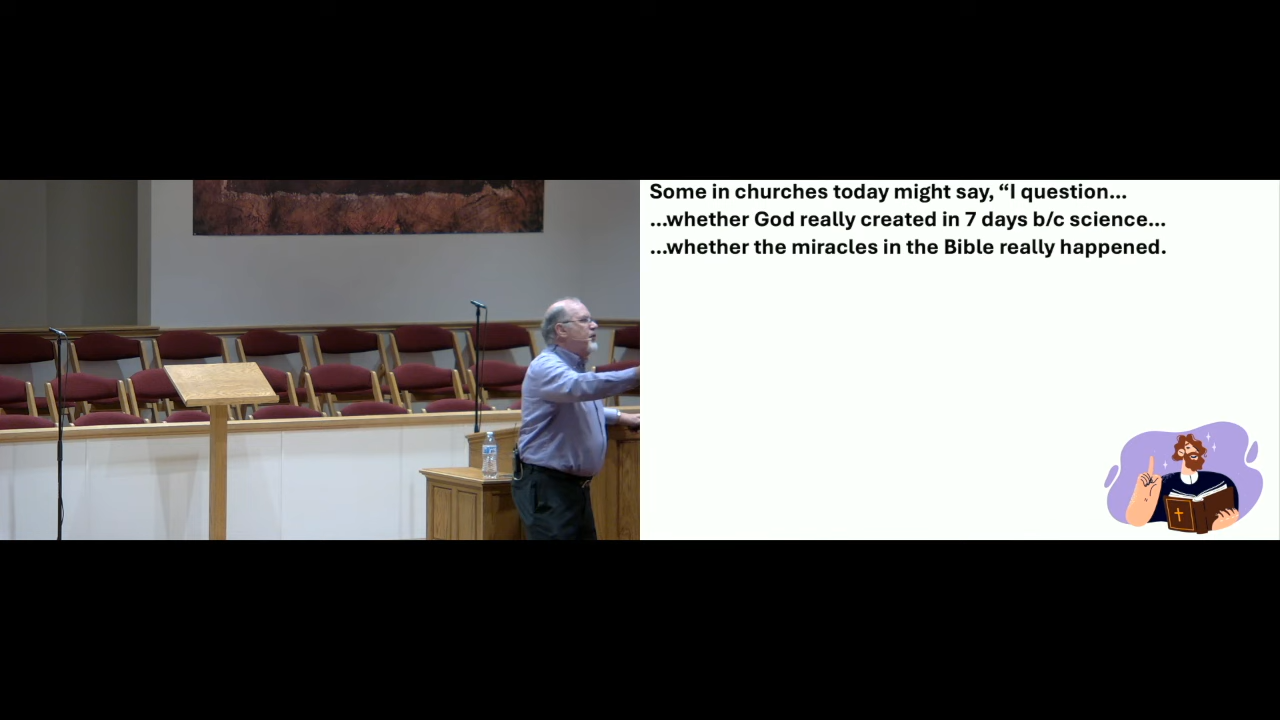 Some in churches today might say, “I question...
...whether God really created in 7 days b/c science...
...whether the miracles in the Bible really happened.